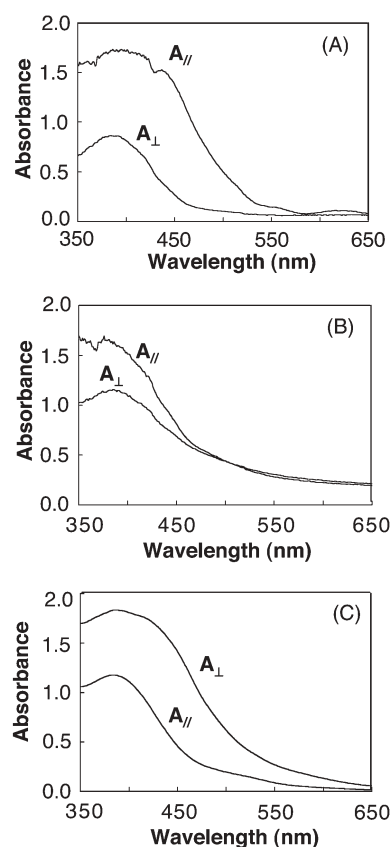 (A)
2.0
1.5
1.0
0.5
0.0
Absorbance
A//
A⊥
350 450 550 650
Wavelength (nm)
(B)
2.0
1.5
1.0
0.5
0.0
Absorbance
A//
A⊥
350 450 550 650
Wavelength (nm)
(C)
2.0
1.5
1.0
0.5
0.0
Absorbance
A⊥
A//
350 450 550 650
Wavelength (nm)